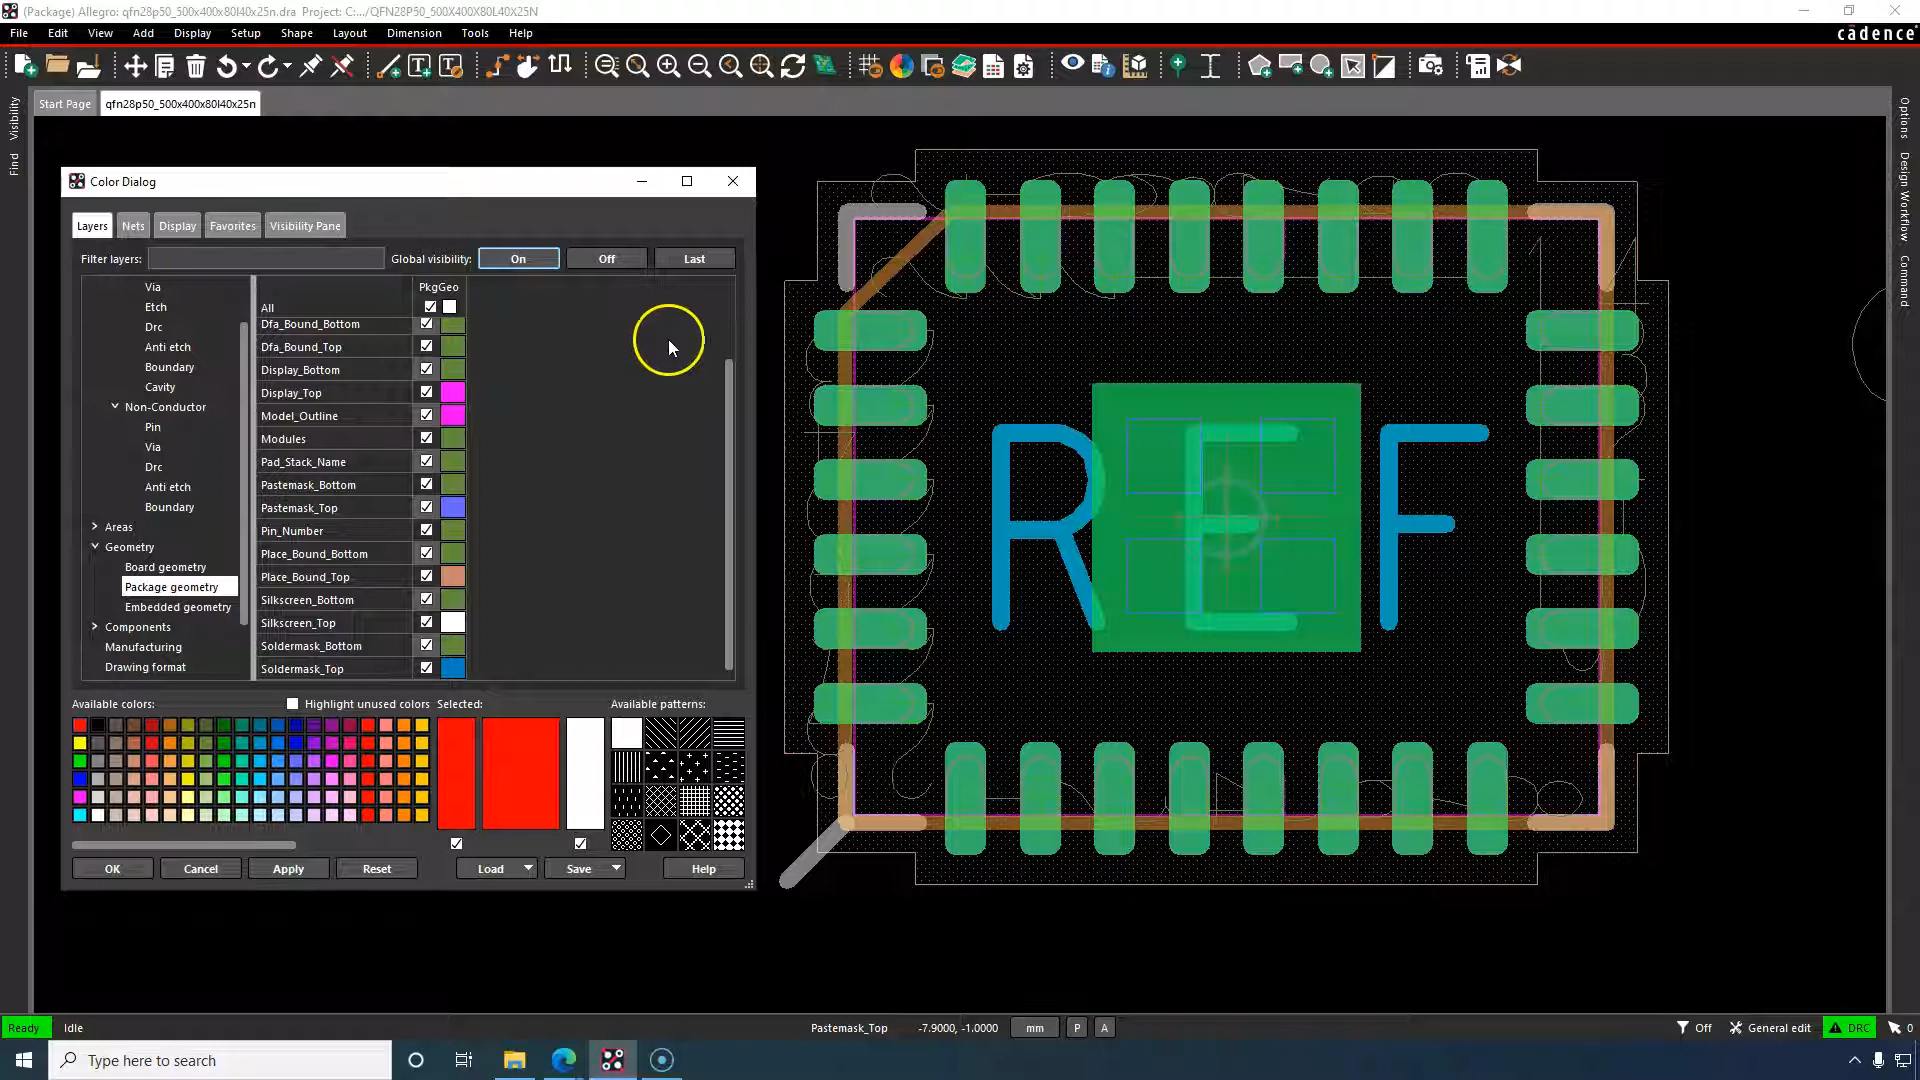 (Package) Allegro: qfn28p50_500x400x80l40x25n.dra Project: C:.../QFN28P50_500X400X80L40X25N
File Edit View Add Display Setup Shape Layout Dimension Tools Help
cādence
Start Page
qfn28p50_500x400x80l40x25n
Visibility
Find
Options
Design Workflow
Command
Color Dialog
Layers Nets Display Favorites Visibility Pane
Filter layers: Global visibility: On Off Last
Via
Etch
Drc
Anti etch
Boundary
Cavity
Non-Conductor
Pin
Via
Drc
Anti etch
Boundary
Areas
Geometry
Board geometry
Package geometry
Embedded geometry
Components
Manufacturing
Drawing format
PkgGeo
All
Dfa_Bound_Bottom
Dfa_Bound_Top
Display_Bottom
Display_Top
Model_Outline
Modules
Pad_Stack_Name
Pastemask_Bottom
Pastemask_Top
Pin_Number
Place_Bound_Bottom
Place_Bound_Top
Silkscreen_Bottom
Silkscreen_Top
Soldermask_Bottom
Soldermask_Top
Available colors: Highlight unused colors Selected: Available patterns:
OK Cancel Apply Reset Load Save Help
REF
Ready Idle Pastemask_Top -7.9000, -1.0000 mm P A Off General edit DRC 0
Type here to search